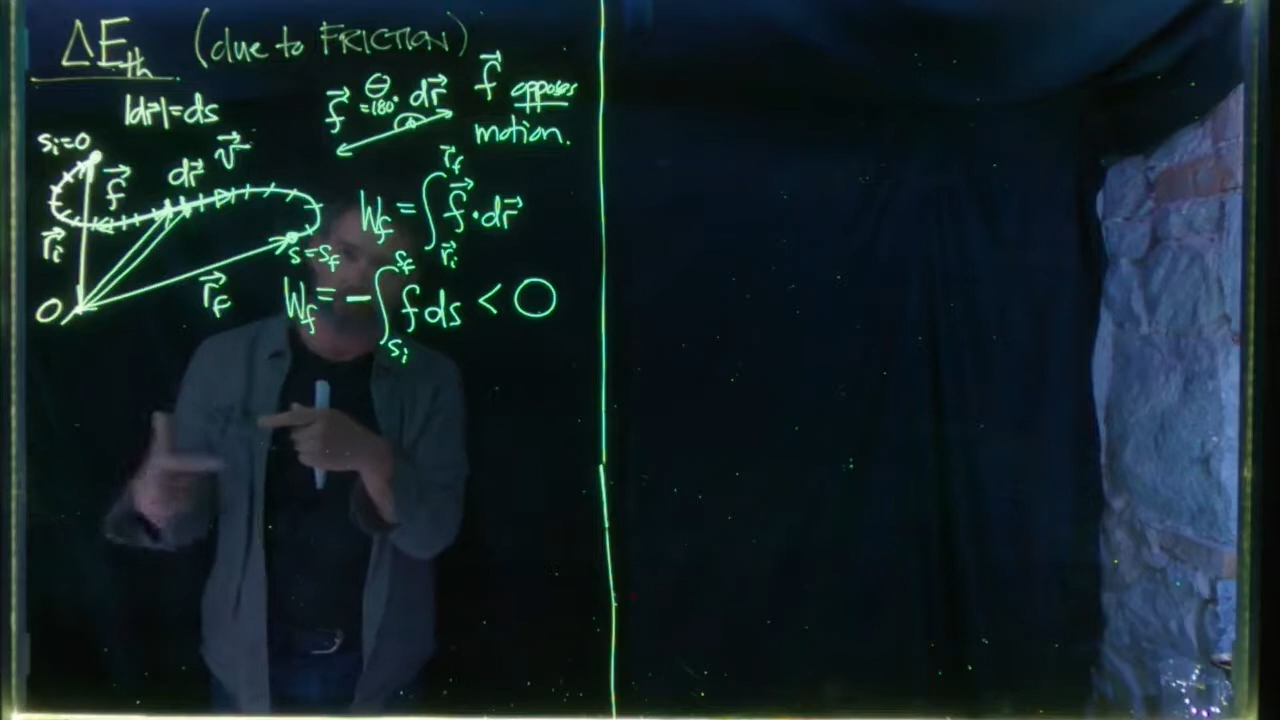 ΔE_th (due to FRICTION)
|dr⃗| = ds
f⃗ θ = 180° dr⃗
f⃗ opposes
motion.
s_i = 0
f⃗ dr⃗ v⃗
r⃗_i
s = s_f
O
r⃗_f
W_f = ∫_{r⃗_i}^{r⃗_f} f⃗ · dr⃗
W_f = - ∫_{s_i}^{s_f} f ds < 0